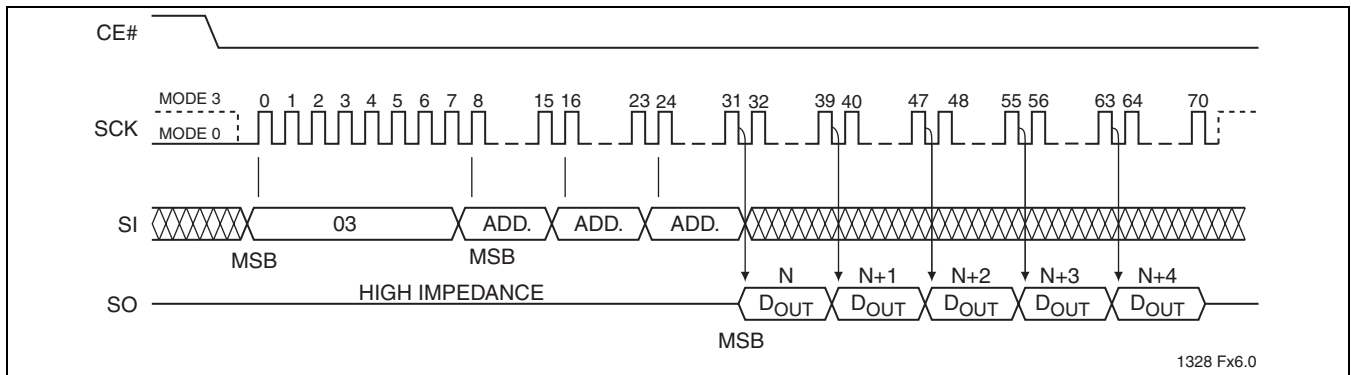 CE#
MODE 3
0 1 2 3 4 5 6 7 8 15 16 23 24 31 32 39 40 47 48 55 56 63 64 70
SCK
MODE 0
SI
03
ADD.
ADD.
ADD.
MSB
MSB
N
N+1
N+2
N+3
N+4
SO
HIGH IMPEDANCE
DOUT
DOUT
DOUT
DOUT
DOUT
MSB
1328 Fx6.0